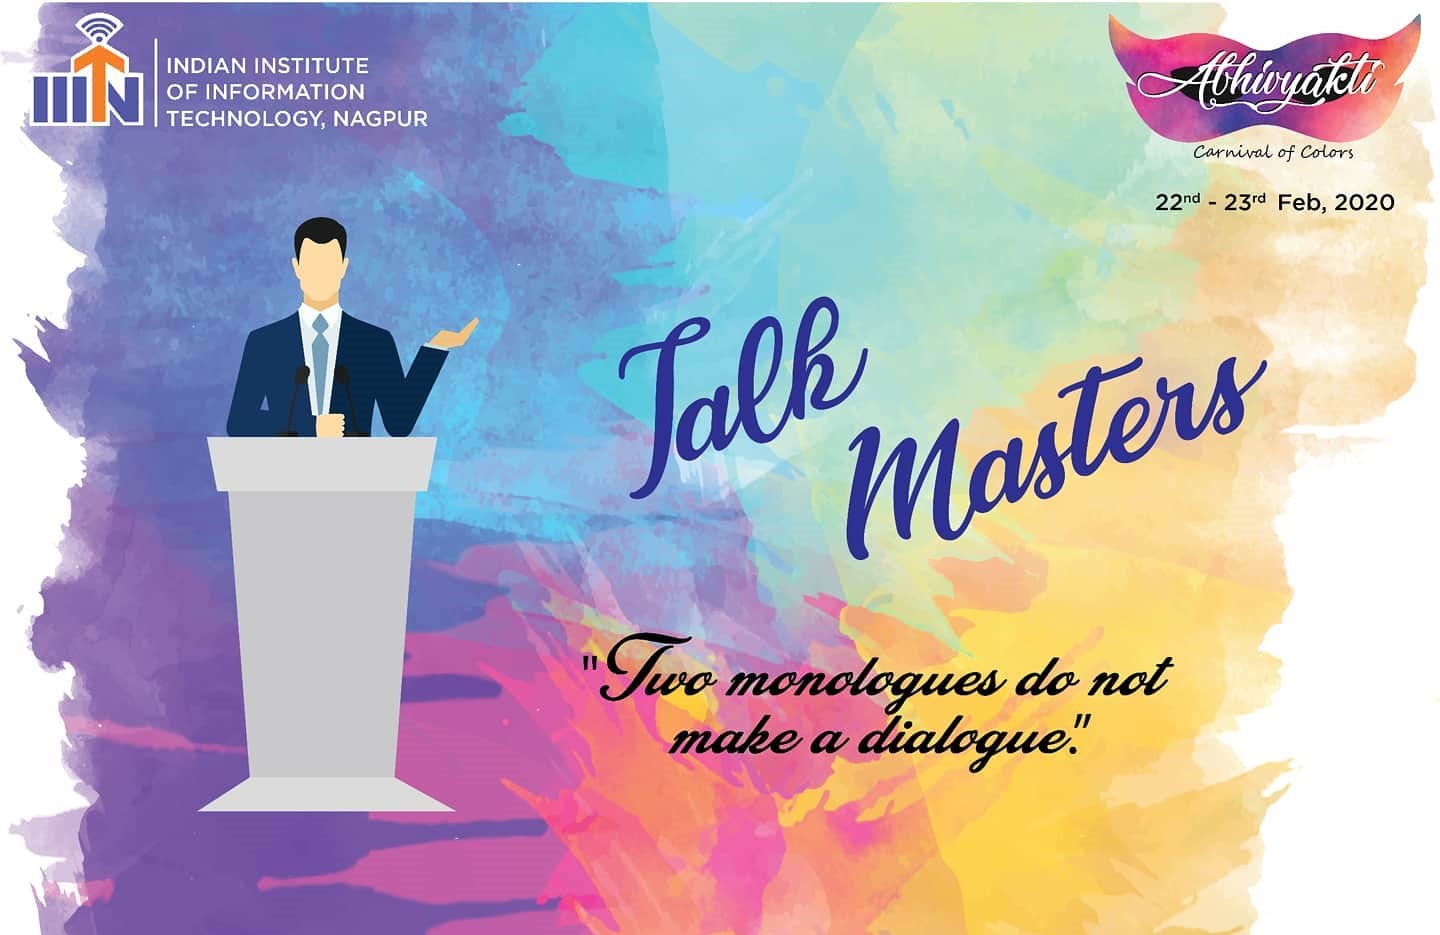 IIITN
INDIAN INSTITUTE
OF INFORMATION
TECHNOLOGY, NAGPUR
Abhivyakti
Carnival of Colors
22nd - 23rd Feb, 2020
Talk
Masters
"Two monologues do not
make a dialogue."